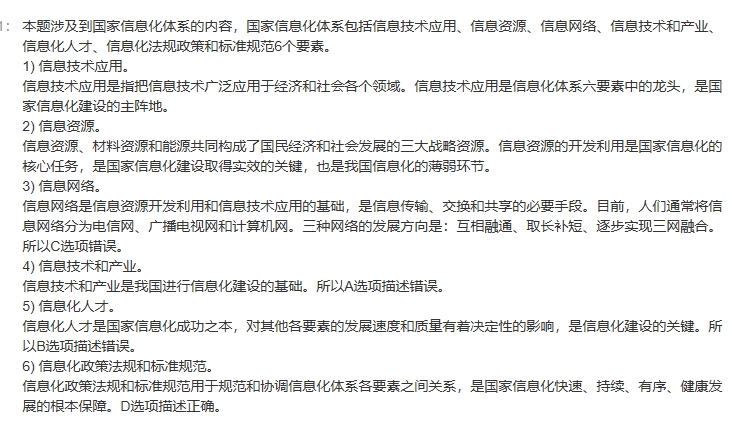 1： 本题涉及到国家信息化体系的内容，国家信息化体系包括信息技术应用、信息资源、信息网络、信息技术和产业、
信息化人才、信息化法规政策和标准规范6个要素。
1) 信息技术应用。
信息技术应用是指把信息技术广泛应用于经济和社会各个领域。信息技术应用是信息化体系六要素中的龙头，是国
家信息化建设的主阵地。
2) 信息资源。
信息资源、材料资源和能源共同构成了国民经济和社会发展的三大战略资源。信息资源的开发利用是国家信息化的
核心任务，是国家信息化建设取得实效的关键，也是我国信息化的薄弱环节。
3) 信息网络。
信息网络是信息资源开发利用和信息技术应用的基础，是信息传输、交换和共享的必要手段。目前，人们通常将信
息网络分为电信网、广播电视网和计算机网。三种网络的发展方向是：互相融通、取长补短、逐步实现三网融合。
所以C选项错误。
4) 信息技术和产业。
信息技术和产业是我国进行信息化建设的基础。所以A选项描述错误。
5) 信息化人才。
信息化人才是国家信息化成功之本，对其他各要素的发展速度和质量有着决定性的影响，是信息化建设的关键。所
以B选项描述错误。
6) 信息化政策法规和标准规范。
信息化政策法规和标准规范用于规范和协调信息化体系各要素之间关系，是国家信息化快速、持续、有序、健康发
展的根本保障。D选项描述正确。